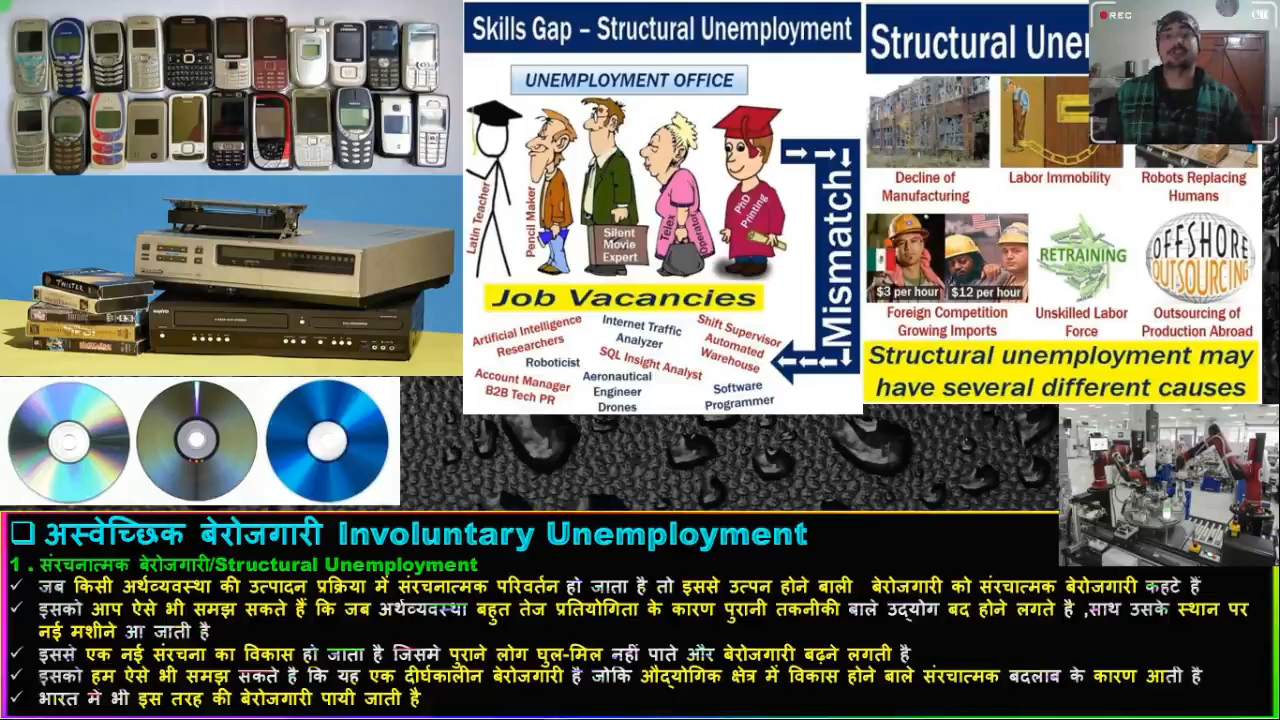 REC
Skills Gap – Structural Unemployment
UNEMPLOYMENT OFFICE
Latin Teacher
Pencil Maker
Silent
Movie
Expert
Telex
Operator
PhD
Printing
Mismatch
Job Vacancies
Artificial Intelligence
Researchers
Internet Traffic
Analyzer
Shift Supervisor
Automated
Warehouse
Roboticist
SQL Insight Analyst
Account Manager
B2B Tech PR
Aeronautical
Engineer
Drones
Software
Programmer
Structural Une
Decline of
Manufacturing
Labor Immobility
Robots Replacing
Humans
$3 per hour
$12 per hour
RETRAINING
OFFSHORE
OUTSOURCING
Foreign Competition
Growing Imports
Unskilled Labor
Force
Outsourcing of
Production Abroad
Structural unemployment may
have several different causes
TWISTER
❑ अस्वेच्छिक बेरोजगारी Involuntary Unemployment
1 . संरचनात्मक बेरोजगारी/Structural Unemployment
✓ जब किसी अर्थव्यवस्था की उत्पादन प्रक्रिया में संरचनात्मक परिवर्तन हो जाता है तो इससे उत्पन होने बाली बेरोजगारी को संरचात्मक बेरोजगारी कहटे हैं
✓ इसको आप ऐसे भी समझ सकते हैं कि जब अर्थव्यवस्था बहुत तेज प्रतियोगिता के कारण पुरानी तकनीकी बाले उद्योग बद होने लगते है ,साथ उसके स्थान पर
नई मशीने आ जाती है
✓ इससे एक नई संरचना का विकास हो जाता है जिसमे पुराने लोग घुल-मिल नहीं पाते और बेरोजगारी बढ़ने लगती है
✓ इसको हम ऐसे भी समझ सकते है कि यह एक दीर्घकालीन बेरोजगारी है जोकि औद्योगिक क्षेत्र में विकास होने बाले संरचात्मक बदलाब के कारण आती है
✓ भारत में भी इस तरह की बेरोजगारी पायी जाती है